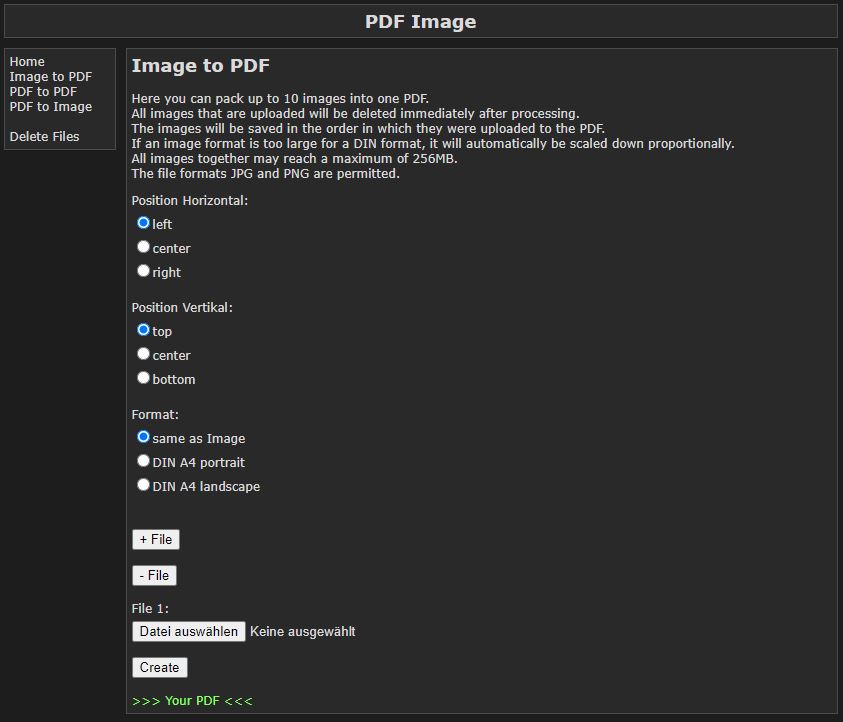 PDF Image
Home
Image to PDF
PDF to PDF
PDF to Image
Delete Files
Image to PDF
Here you can pack up to 10 images into one PDF.
All images that are uploaded will be deleted immediately after processing.
The images will be saved in the order in which they were uploaded to the PDF.
If an image format is too large for a DIN format, it will automatically be scaled down proportionally.
All images together may reach a maximum of 256MB.
The file formats JPG and PNG are permitted.
Position Horizontal:
left
center
right
Position Vertikal:
top
center
bottom
Format:
same as Image
DIN A4 portrait
DIN A4 landscape
+ File
- File
File 1:
Datei auswählen Keine ausgewählt
Create
>>> Your PDF <<<